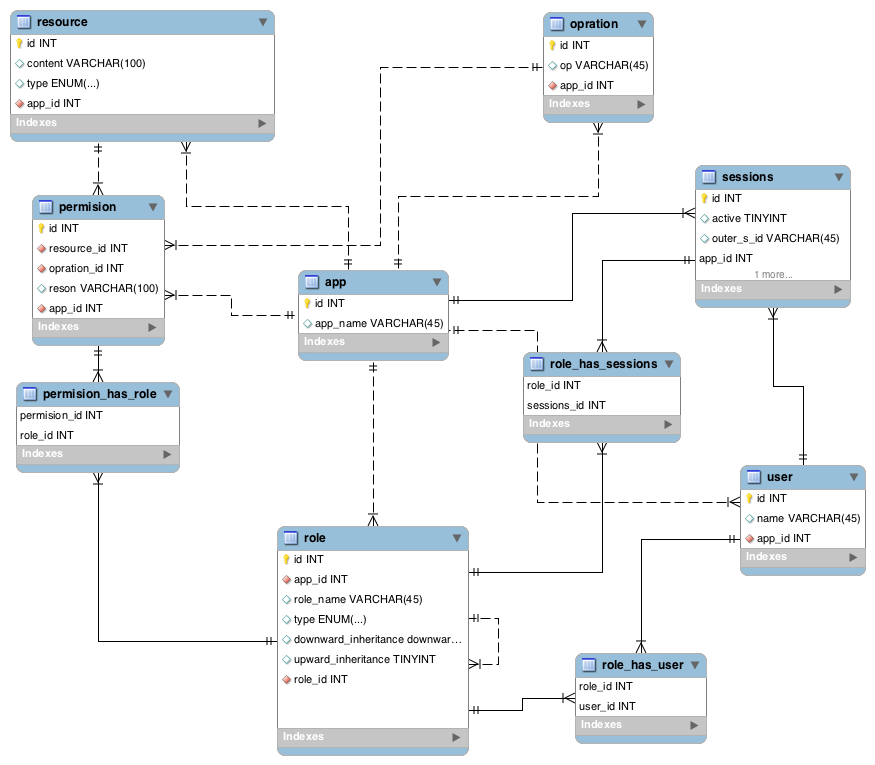 resource
id INT
content VARCHAR(100)
type ENUM(...)
app_id INT
Indexes
opration
id INT
op VARCHAR(45)
app_id INT
Indexes
sessions
id INT
active TINYINT
outer_s_id VARCHAR(45)
app_id INT
1 more...
Indexes
permision
id INT
resource_id INT
opration_id INT
reson VARCHAR(100)
app_id INT
Indexes
app
id INT
app_name VARCHAR(45)
Indexes
role_has_sessions
role_id INT
sessions_id INT
Indexes
permision_has_role
permision_id INT
role_id INT
Indexes
user
id INT
name VARCHAR(45)
app_id INT
Indexes
role
id INT
app_id INT
role_name VARCHAR(45)
type ENUM(...)
downward_inheritance downwar...
upward_inheritance TINYINT
role_id INT
Indexes
role_has_user
role_id INT
user_id INT
Indexes